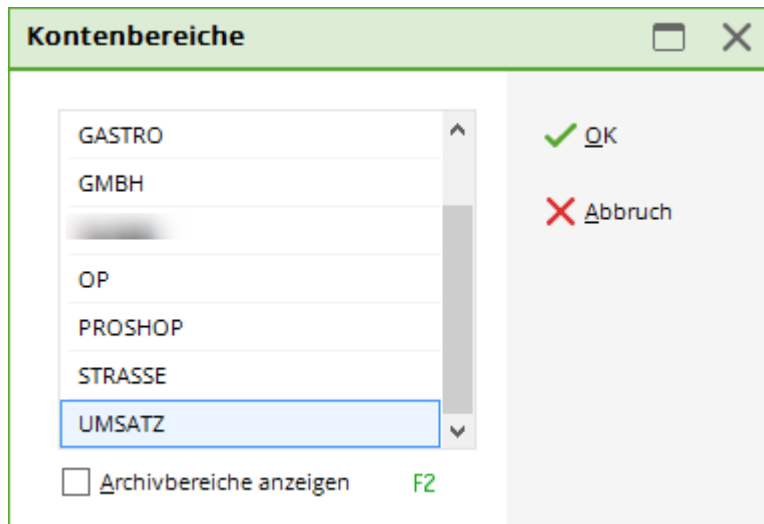 Kontenbereiche
GASTRO
GMBH
OP
PROSHOP
STRASSE
UMSATZ
Archivbereiche anzeigen F2
OK
Abbruch